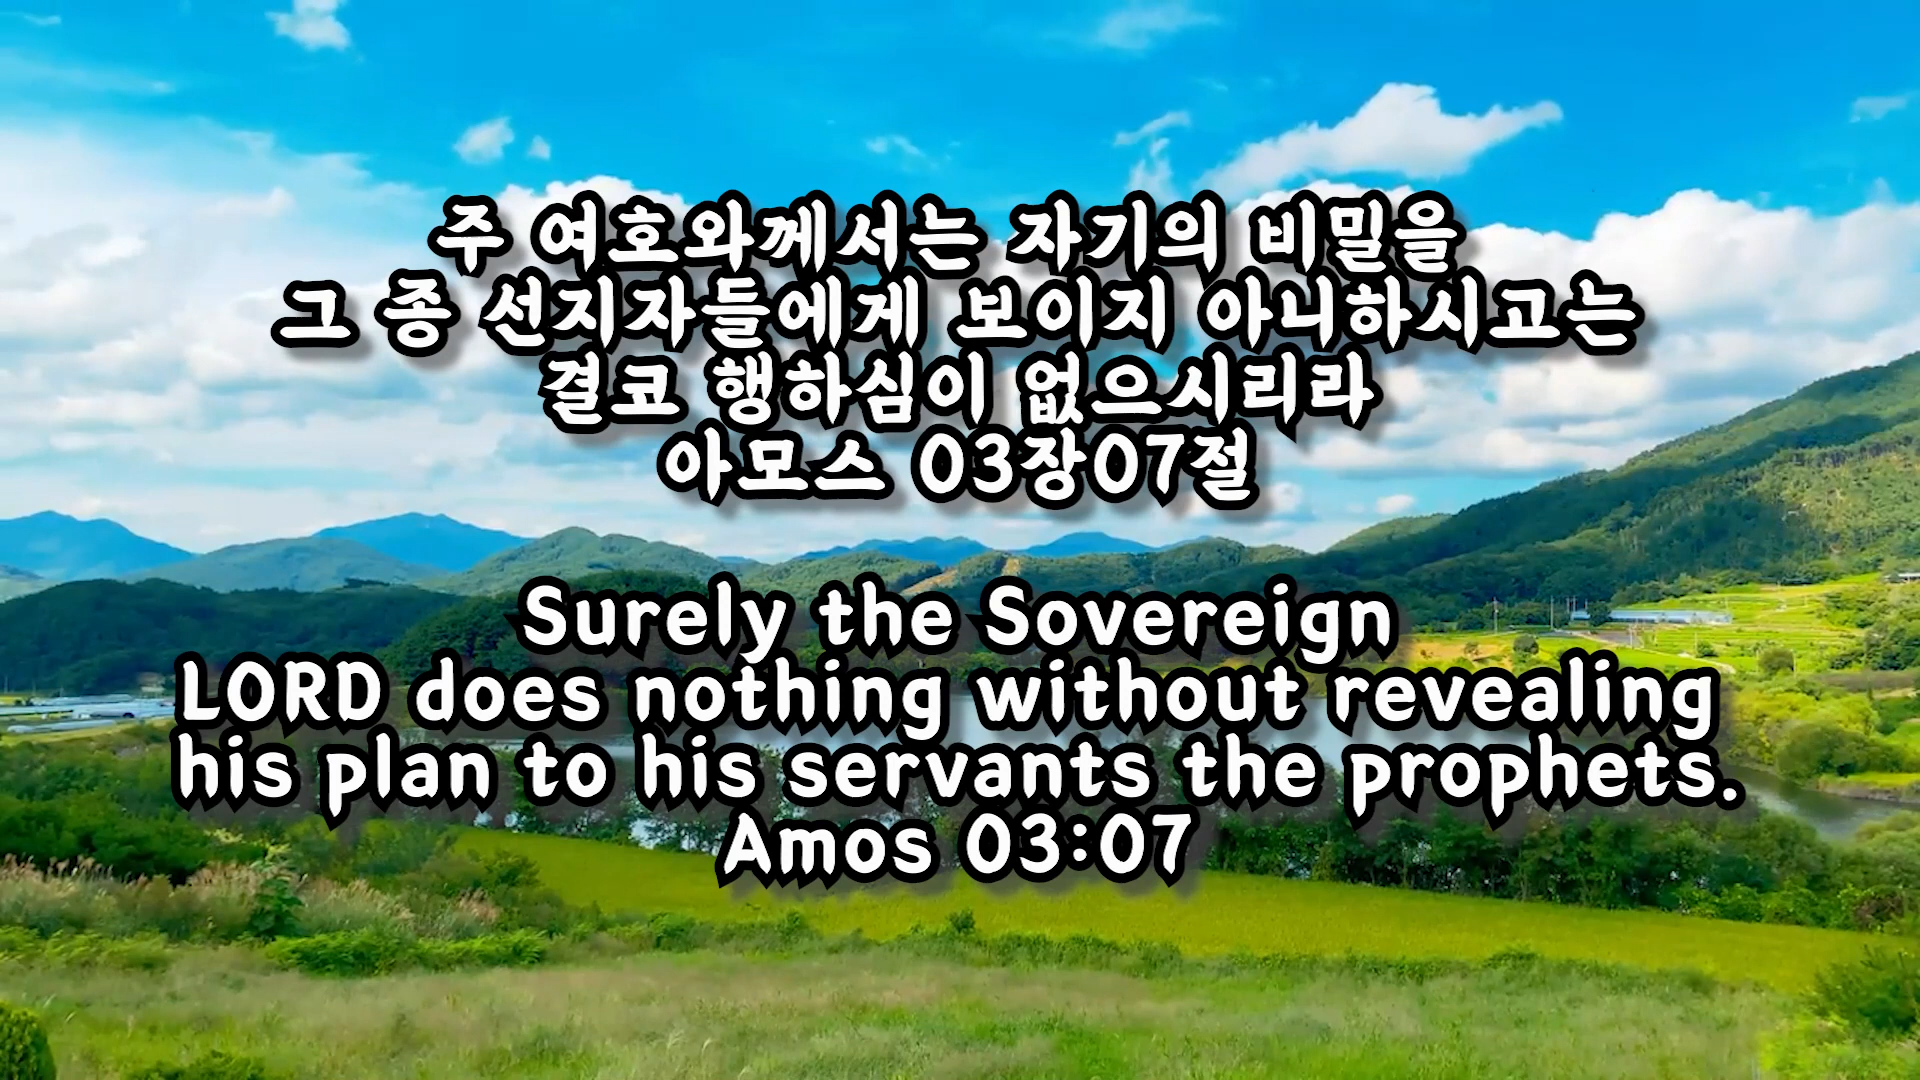 주 여호와께서는 자기의 비밀을
그 종 선지자들에게 보이지 아니하시고는
결코 행하심이 없으시리라
아모스 03장07절
Surely the Sovereign
LORD does nothing without revealing
his plan to his servants the prophets.
Amos 03:07